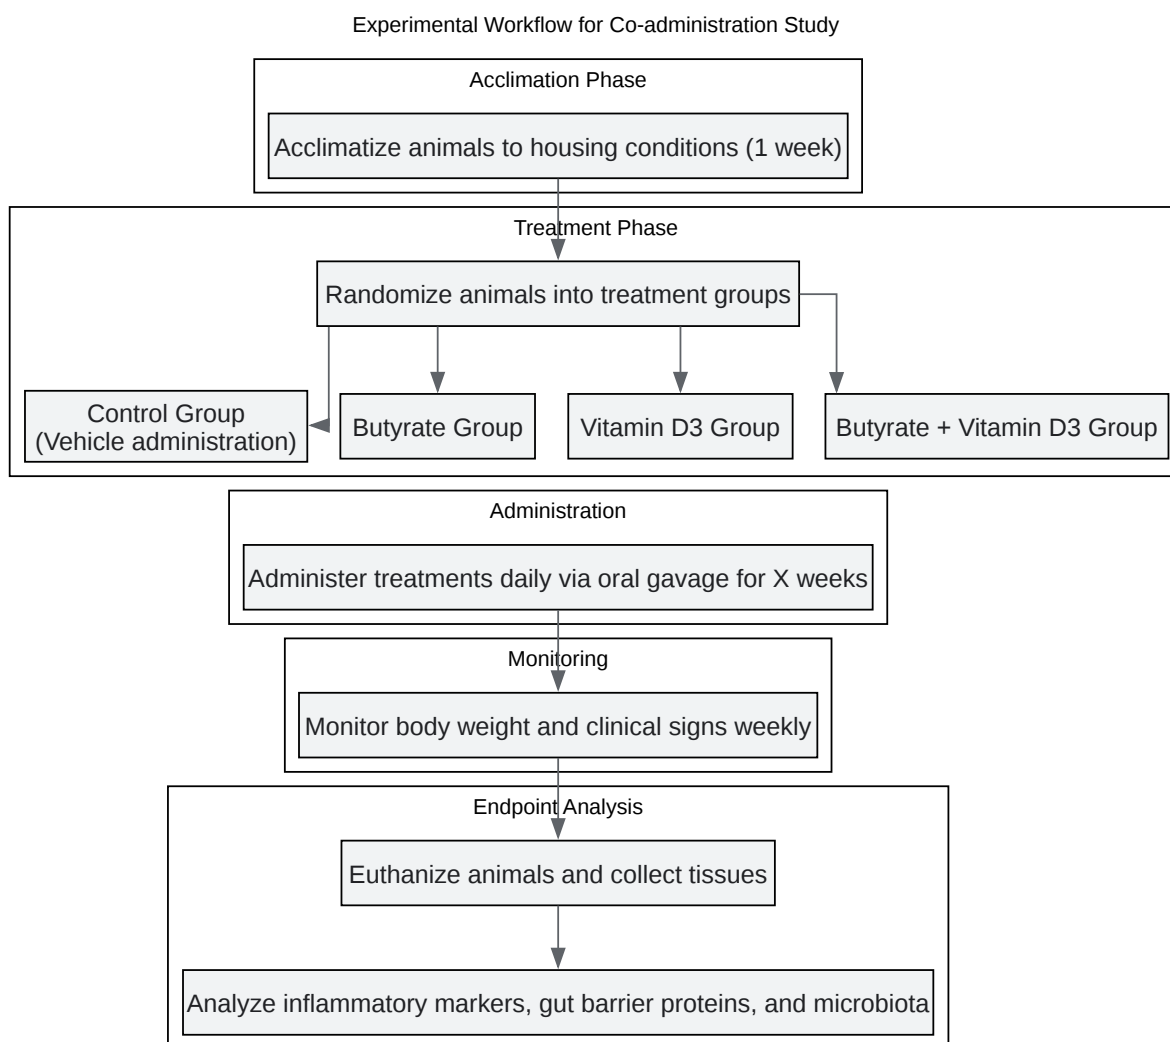 Experimental Workflow for Co-administration Study
Acclimation Phase
Acclimatize animals to housing conditions (1 week)
Treatment Phase
Randomize animals into treatment groups
Control Group
(Vehicle administration)
Butyrate Group
Vitamin D3 Group
Butyrate + Vitamin D3 Group
Administration
Administer treatments daily via oral gavage for X weeks
Monitoring
Monitor body weight and clinical signs weekly
Endpoint Analysis
Euthanize animals and collect tissues
Analyze inflammatory markers, gut barrier proteins, and microbiota